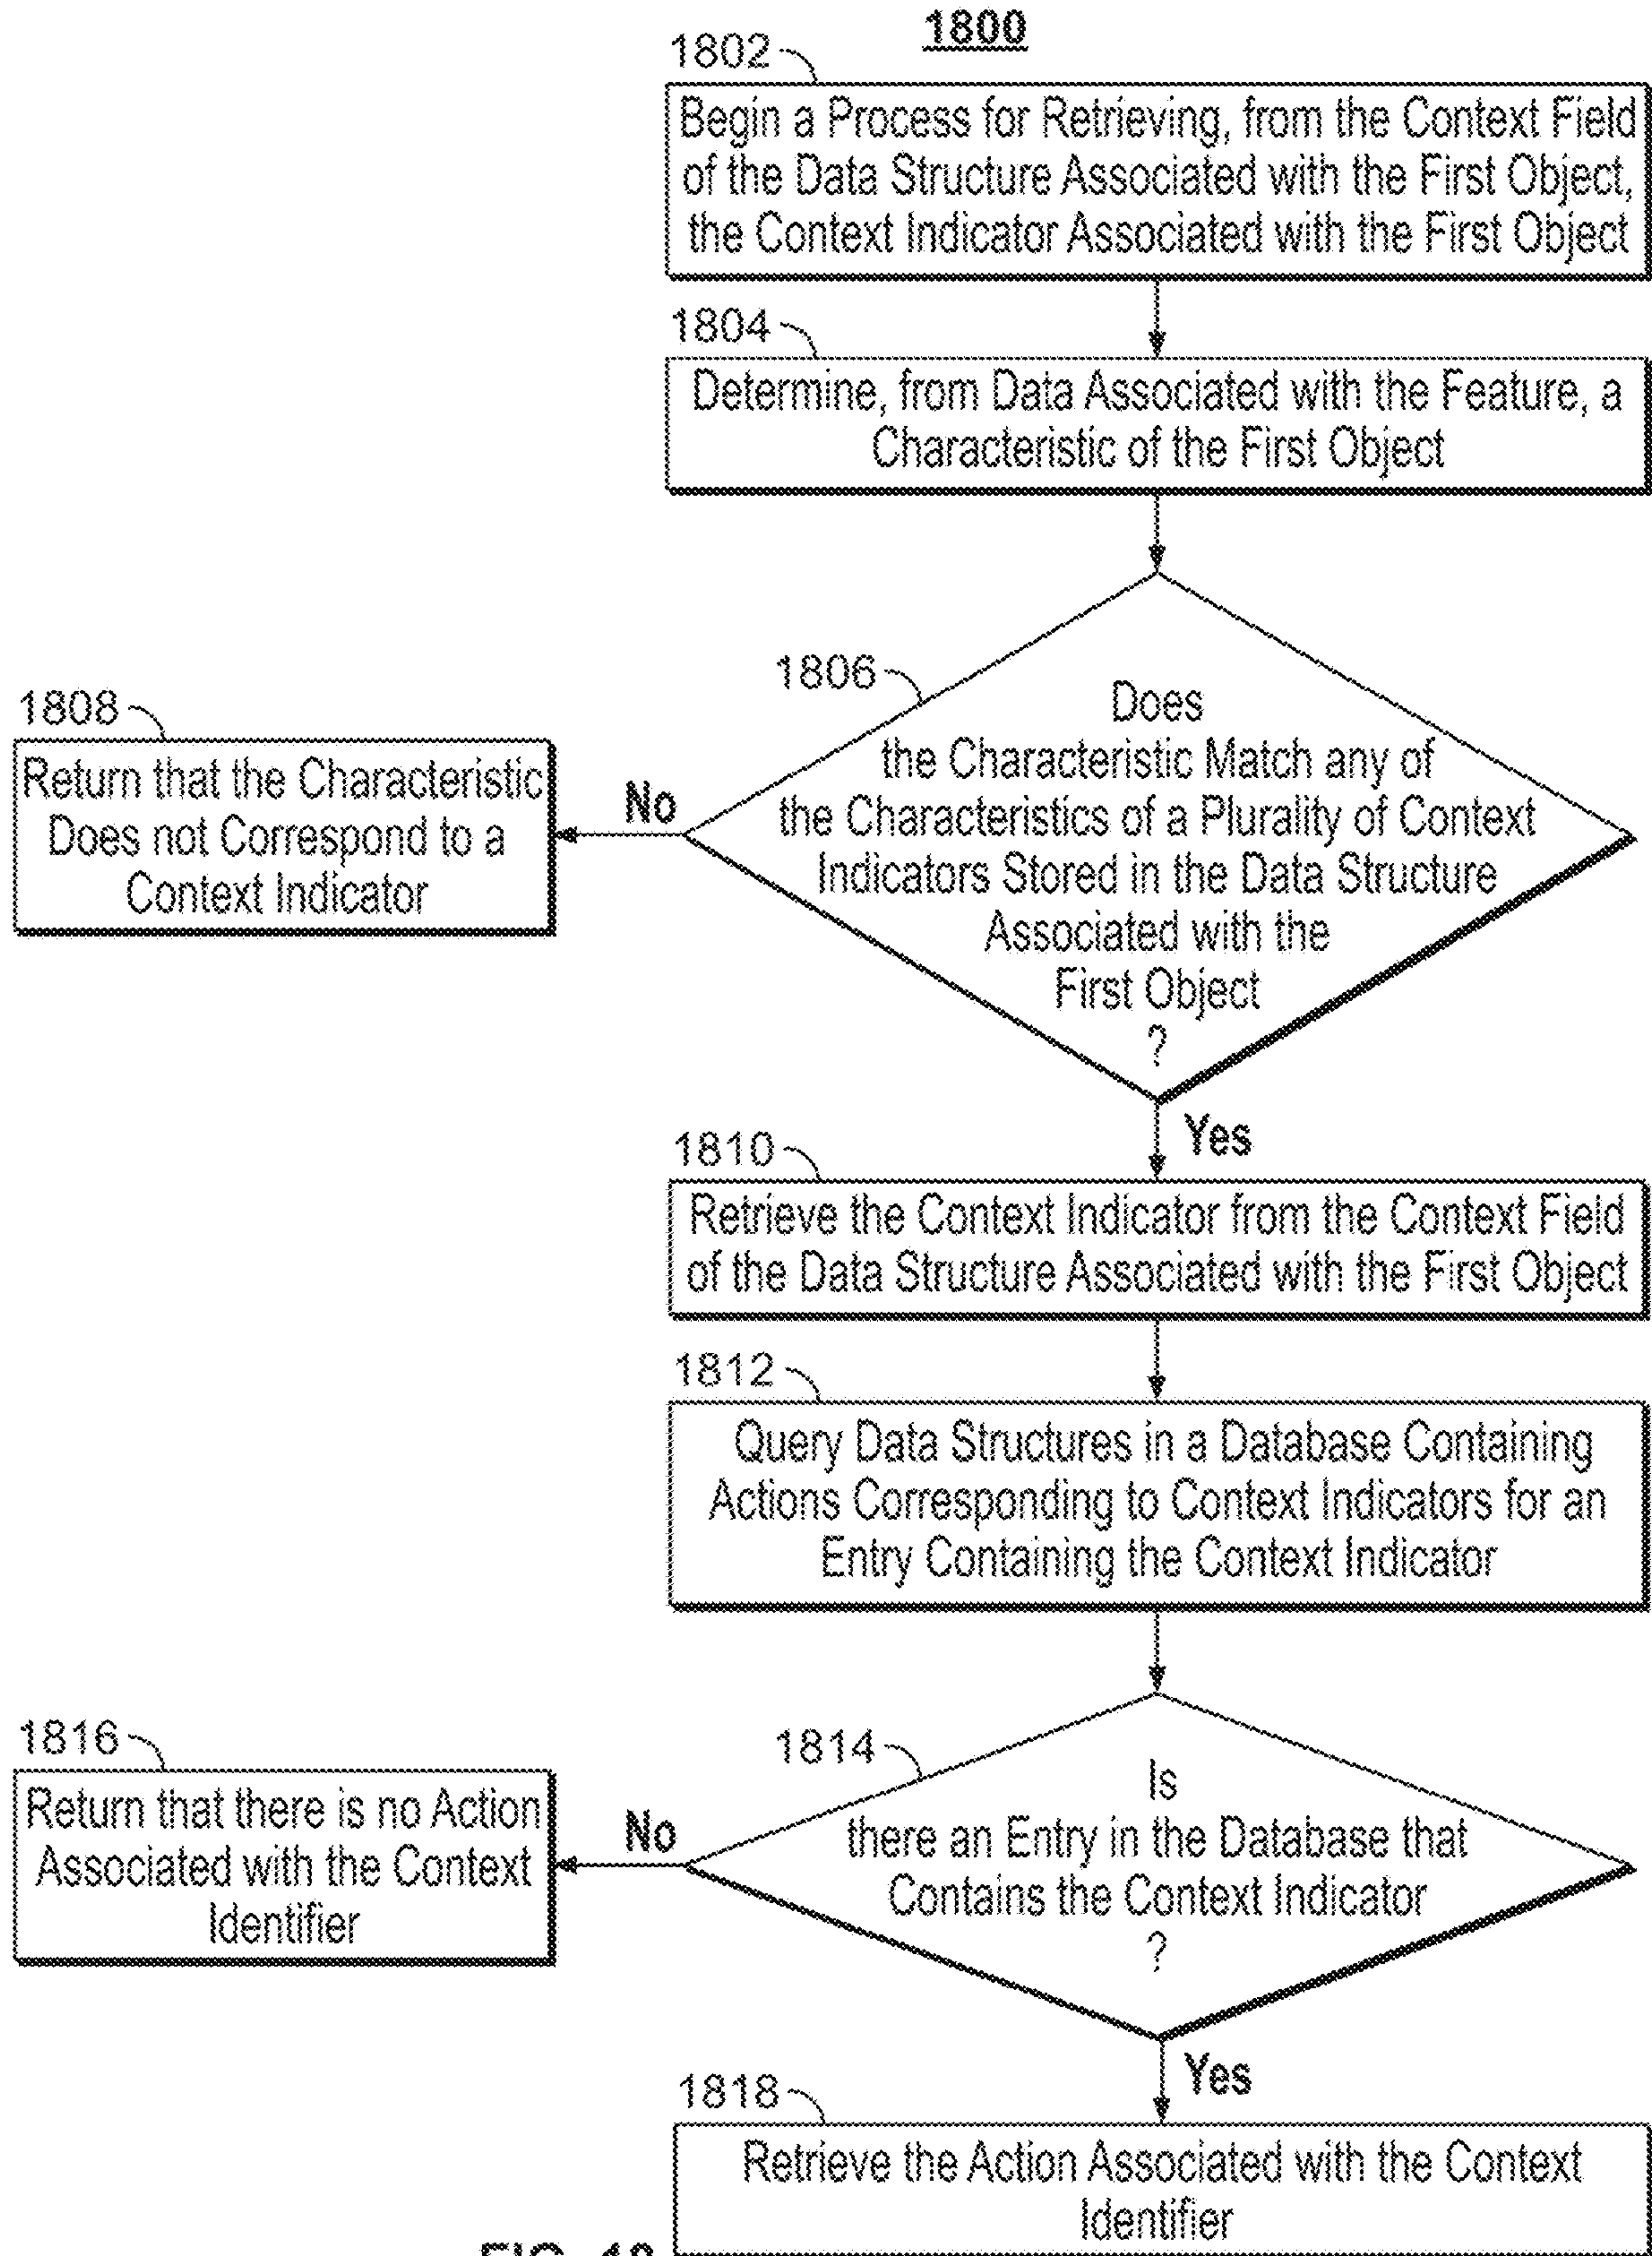 1800
1802
Begin a Process for Retrieving, from the Context Field
of the Data Structure Associated with the First Object,
the Context Indicator Associated with the First Object
1804
Determine, from Data Associated with the Feature, a
Characteristic of the First Object
1806
Does
the Characteristic Match any of
the Characteristics of a Plurality of Context
Indicators Stored in the Data Structure
Associated with the
First Object
?
No
1808
Return that the Characteristic
Does not Correspond to a
Context Indicator
Yes
1810
Retrieve the Context Indicator from the Context Field
of the Data Structure Associated with the First Object
1812
Query Data Structures in a Database Containing
Actions Corresponding to Context Indicators for an
Entry Containing the Context Indicator
1814
Is
there an Entry in the Database that
Contains the Context Indicator
?
No
1816
Return that there is no Action
Associated with the Context
Identifier
Yes
1818
Retrieve the Action Associated with the Context
Identifier
FIG. 18